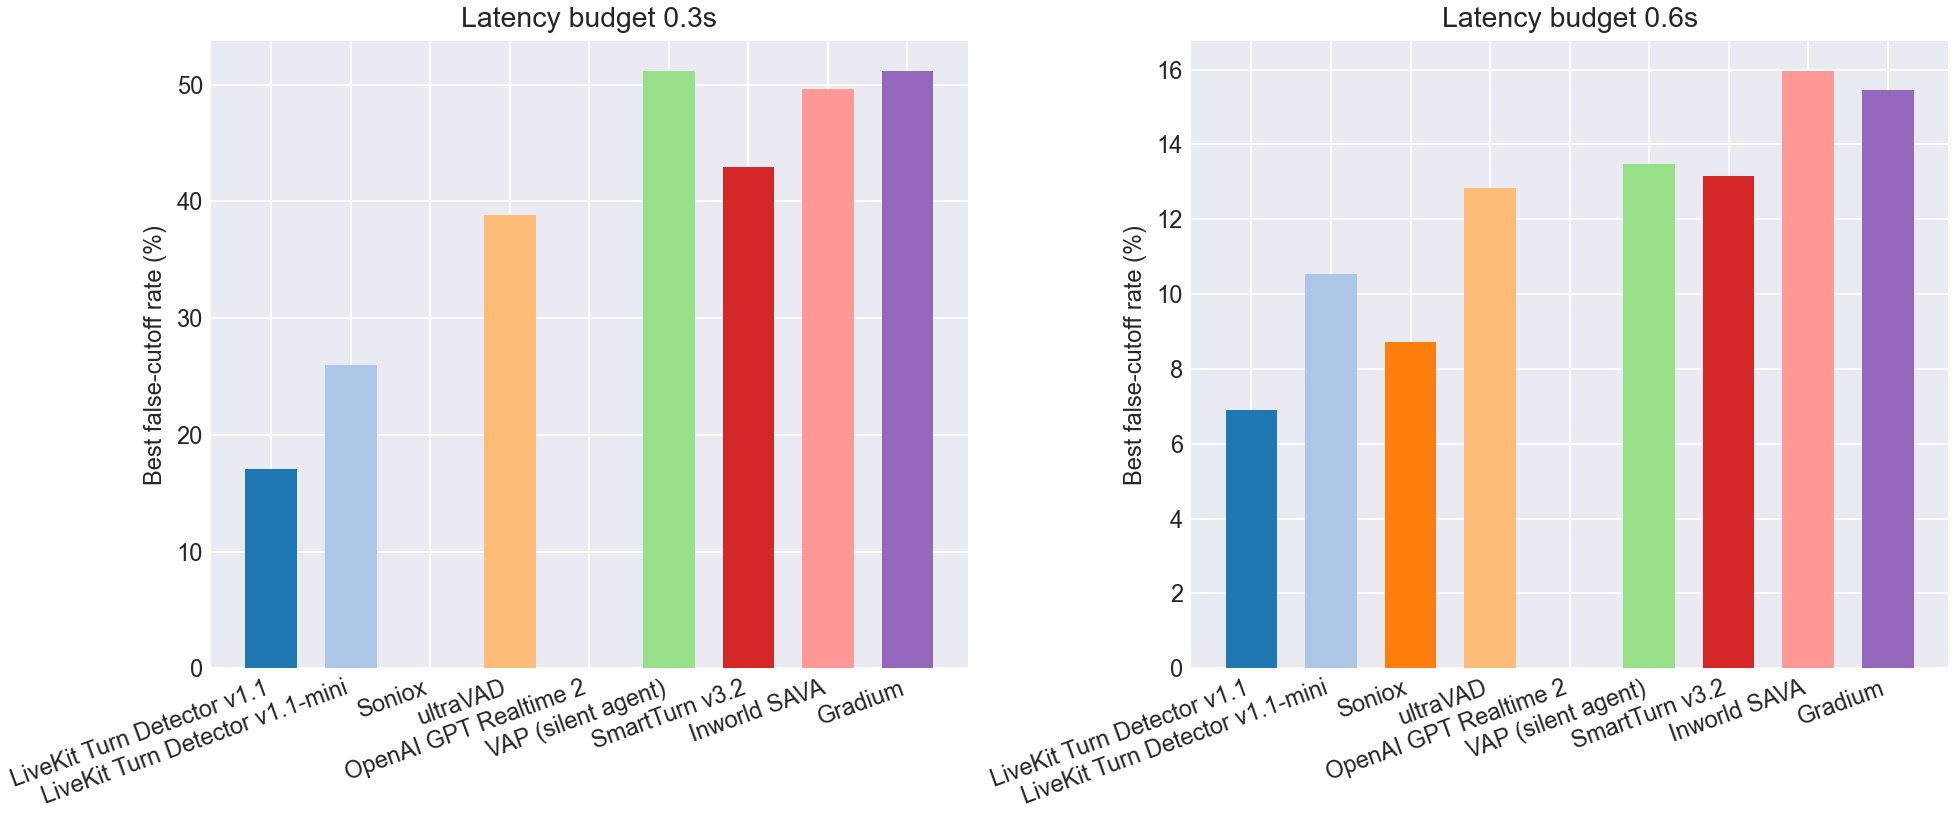 Latency budget 0.3s
Best false-cutoff rate (%)
50
40
30
20
10
0
LiveKit Turn Detector v1.1
LiveKit Turn Detector v1.1-mini
Soniox
ultraVAD
OpenAI GPT Realtime 2
VAP (silent agent)
SmartTurn v3.2
Inworld SAVA
Gradium
Latency budget 0.6s
Best false-cutoff rate (%)
16
14
12
10
8
6
4
2
0
LiveKit Turn Detector v1.1
LiveKit Turn Detector v1.1-mini
Soniox
ultraVAD
OpenAI GPT Realtime 2
VAP (silent agent)
SmartTurn v3.2
Inworld SAVA
Gradium